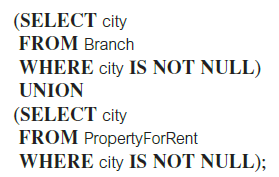 (SELECT city
FROM Branch
WHERE city IS NOT NULL)
UNION
(SELECT city
FROM PropertyForRent
WHERE city IS NOT NULL);